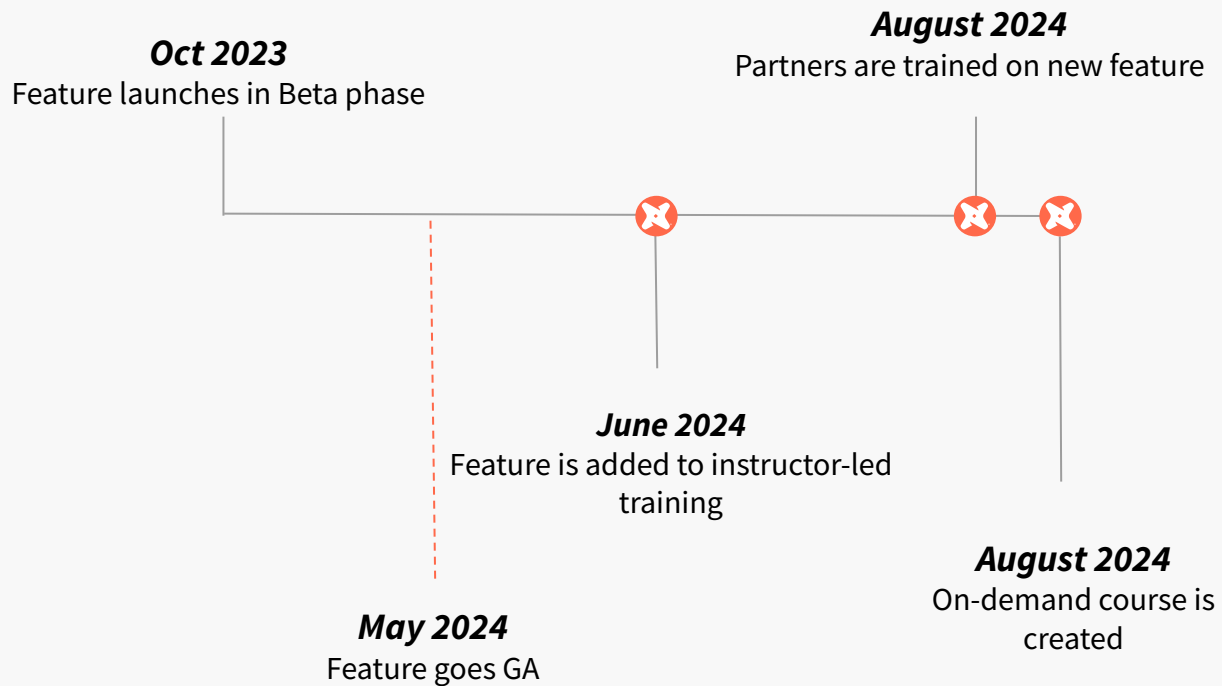 Oct 2023
Feature launches in Beta phase
August 2024
Partners are trained on new feature
June 2024
Feature is added to instructor-led
training
May 2024
Feature goes GA
August 2024
On-demand course is
created